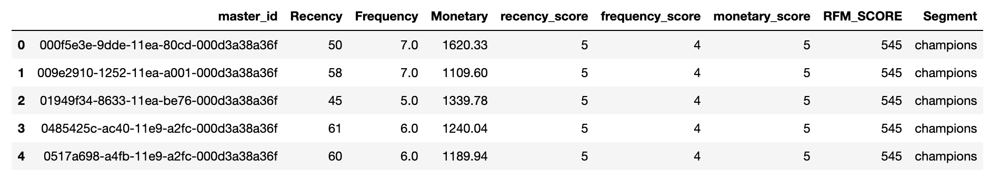 master_id Recency Frequency Monetary recency_score frequency_score monetary_score RFM_SCORE Segment
0 000f5e3e-9dde-11ea-80cd-000d3a38a36f 50 7.0 1620.33 5 4 5 545 champions
1 009e2910-1252-11ea-a001-000d3a38a36f 58 7.0 1109.60 5 4 5 545 champions
2 01949f34-8633-11ea-be76-000d3a38a36f 45 5.0 1339.78 5 4 5 545 champions
3 0485425c-ac40-11e9-a2fc-000d3a38a36f 61 6.0 1240.04 5 4 5 545 champions
4 0517a698-a4fb-11e9-a2fc-000d3a38a36f 60 6.0 1189.94 5 4 5 545 champions